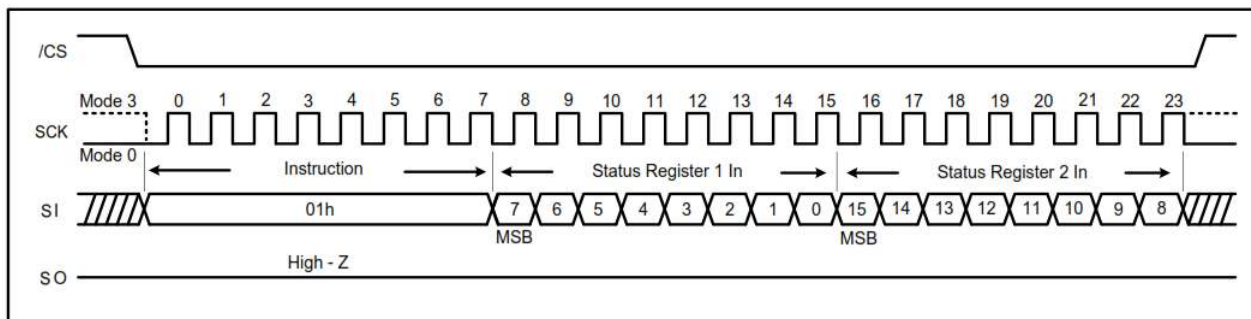 /CS
Mode 3 0 1 2 3 4 5 6 7 8 9 10 11 12 13 14 15 16 17 18 19 20 21 22 23
SCK
Mode 0
Instruction Status Register 1 In Status Register 2 In
SI 01h 7 6 5 4 3 2 1 0 15 14 13 12 11 10 9 8
MSB MSB
High - Z
SO